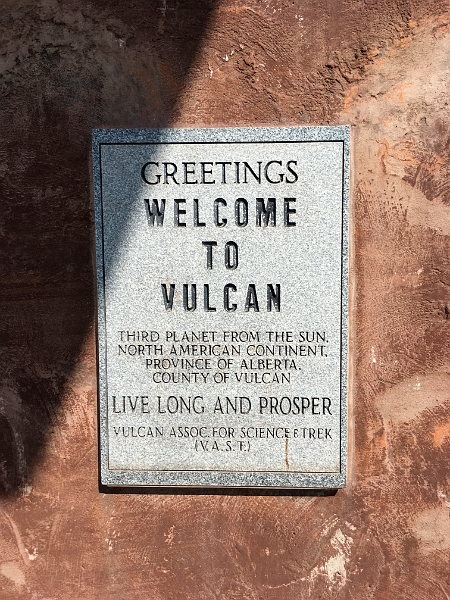 GREETINGS
WELCOME
TO
VULCAN
THIRD PLANET FROM THE SUN,
NORTH AMERICAN CONTINENT,
PROVINCE OF ALBERTA,
COUNTY OF VULCAN
LIVE LONG AND PROSPER
VULCAN ASSOC. FOR SCIENCE & TREK
(V.A.S.T.)